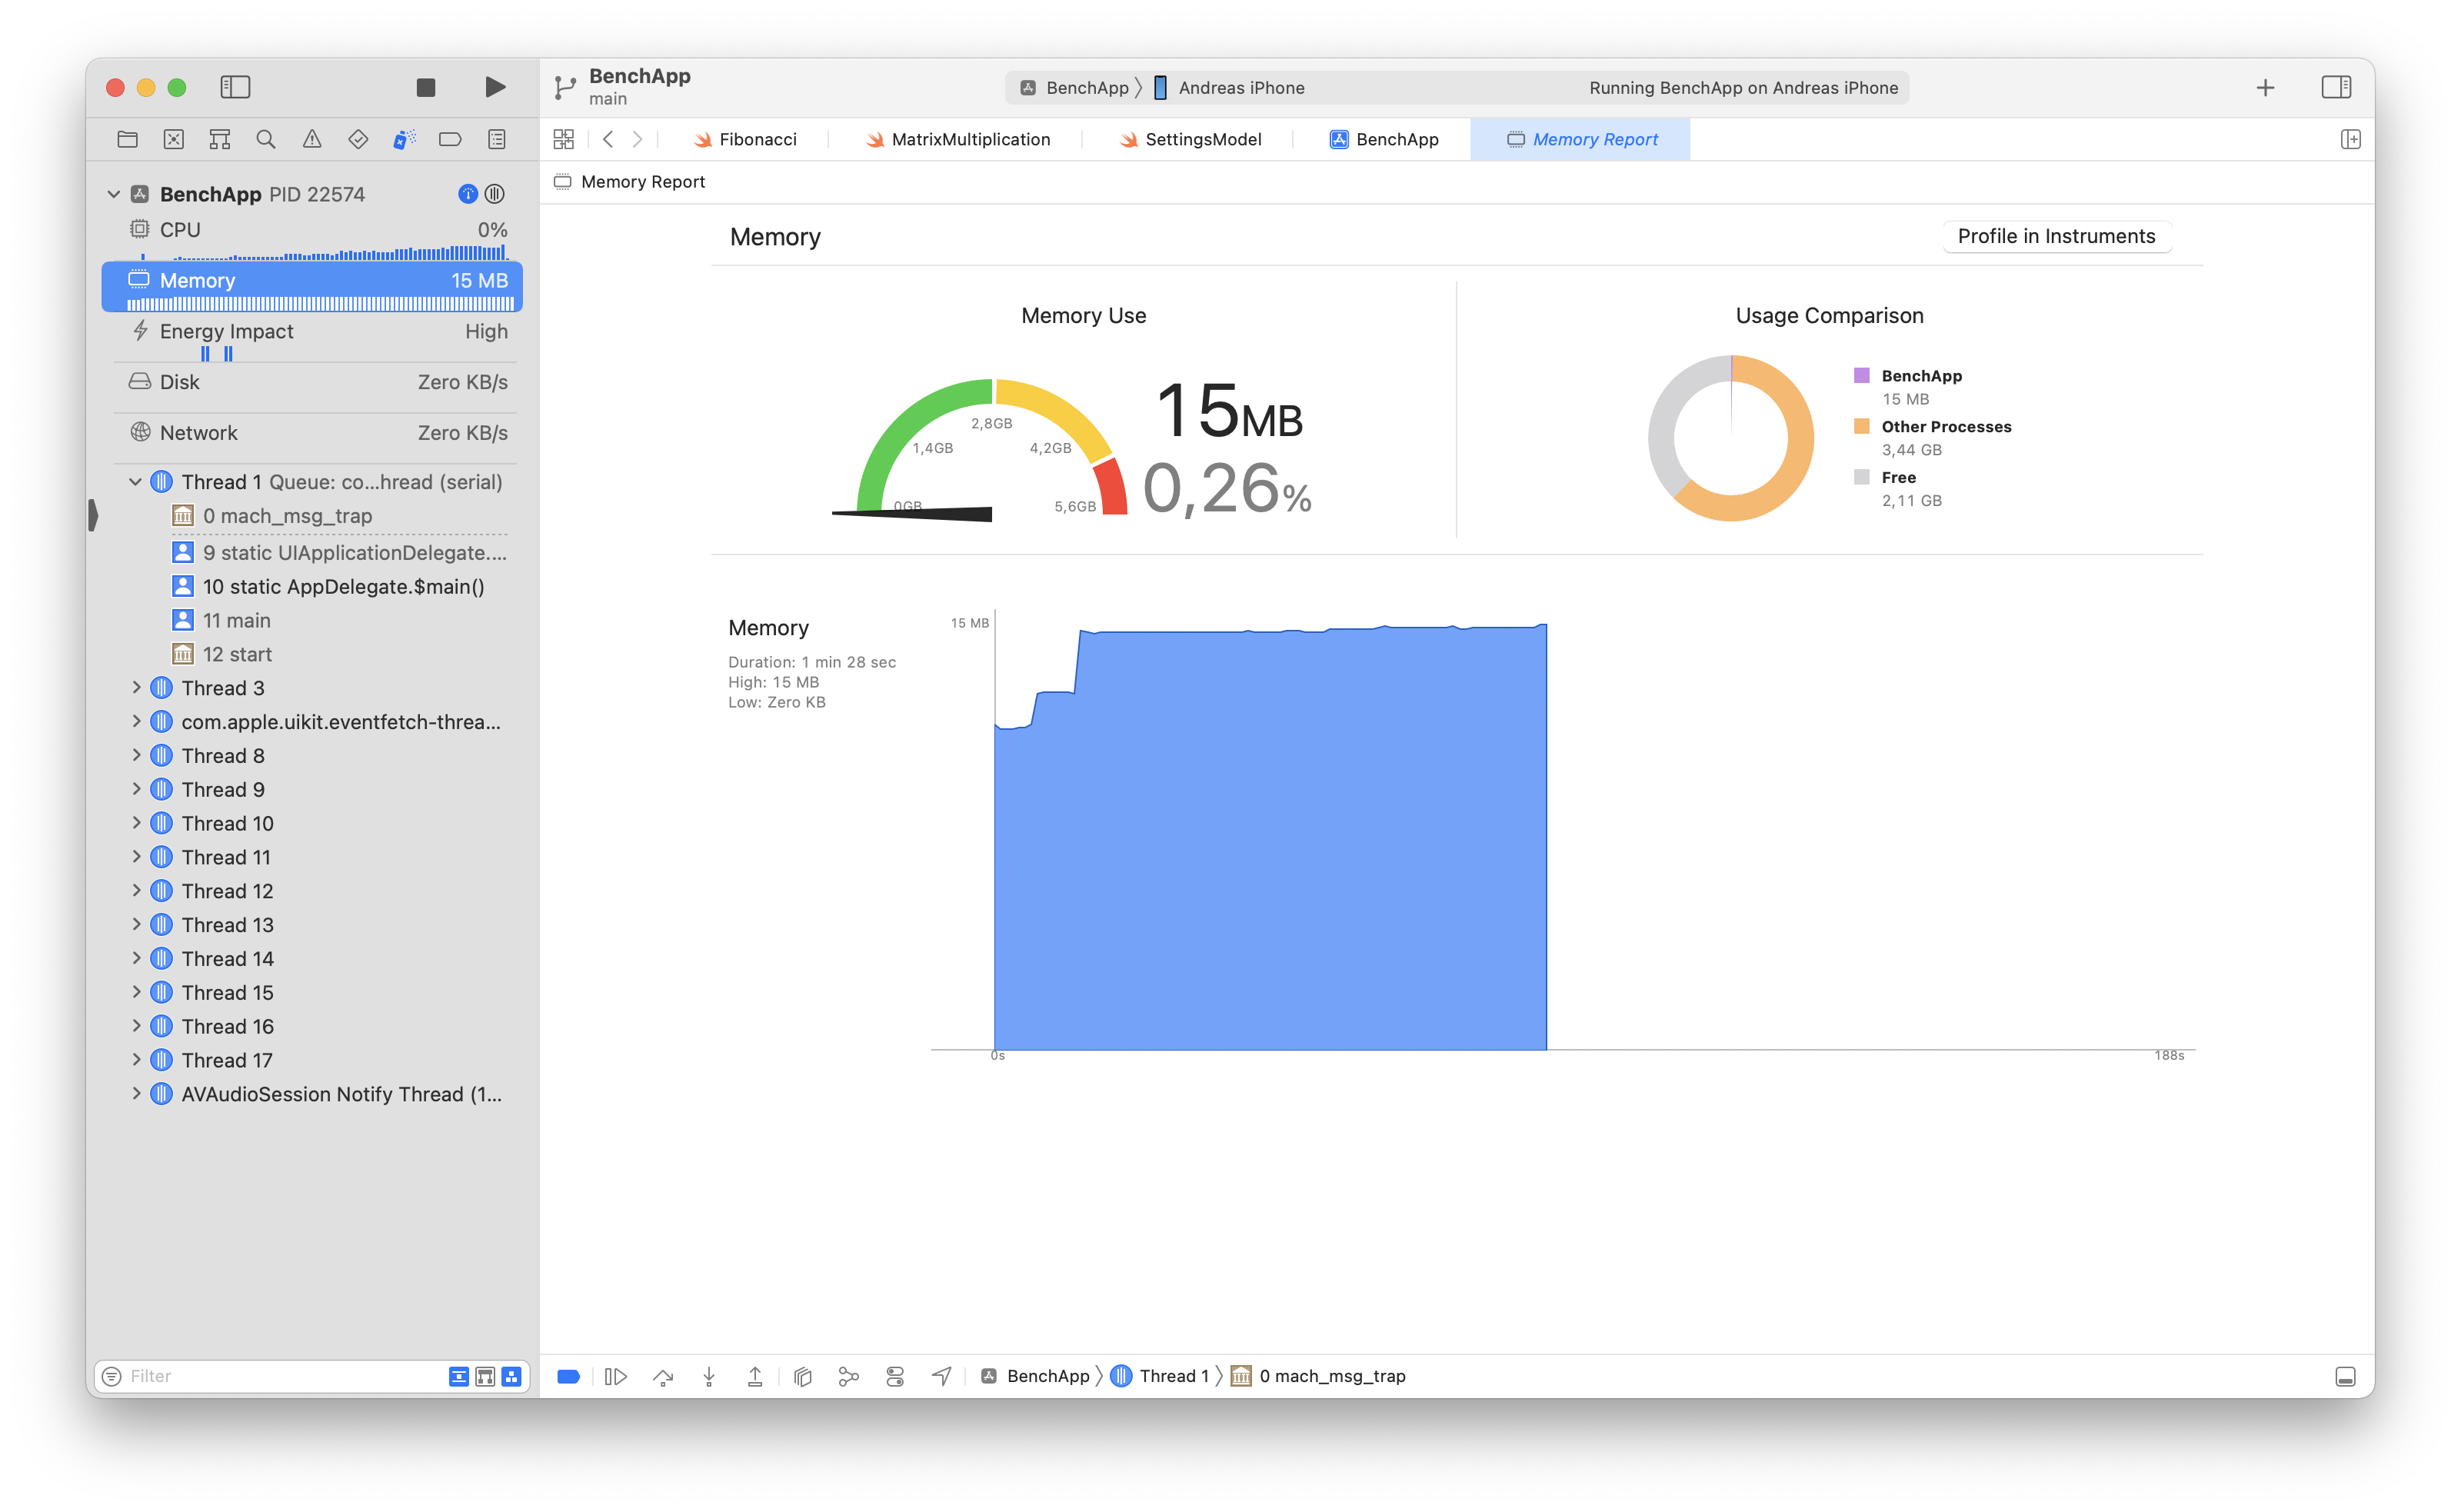 BenchApp
main
BenchApp
Andreas iPhone
Running BenchApp on Andreas iPhone
Fibonacci
MatrixMultiplication
SettingsModel
BenchApp
Memory Report
Memory Report
BenchApp PID 22574
CPU 0%
Memory 15 MB
Energy Impact High
Disk Zero KB/s
Network Zero KB/s
Thread 1 Queue: co...hread (serial)
0 mach_msg_trap
9 static UIApplicationDelegate....
10 static AppDelegate.$main()
11 main
12 start
Thread 3
com.apple.uikit.eventfetch-threa...
Thread 8
Thread 9
Thread 10
Thread 11
Thread 12
Thread 13
Thread 14
Thread 15
Thread 16
Thread 17
AVAudioSession Notify Thread (1...
Filter
Memory
Profile in Instruments
Memory Use
0GB
1,4GB
2,8GB
4,2GB
5,6GB
15MB
0,26%
Usage Comparison
BenchApp
15 MB
Other Processes
3,44 GB
Free
2,11 GB
Memory
Duration: 1 min 28 sec
High: 15 MB
Low: Zero KB
15 MB
0s
188s
BenchApp
Thread 1
0 mach_msg_trap